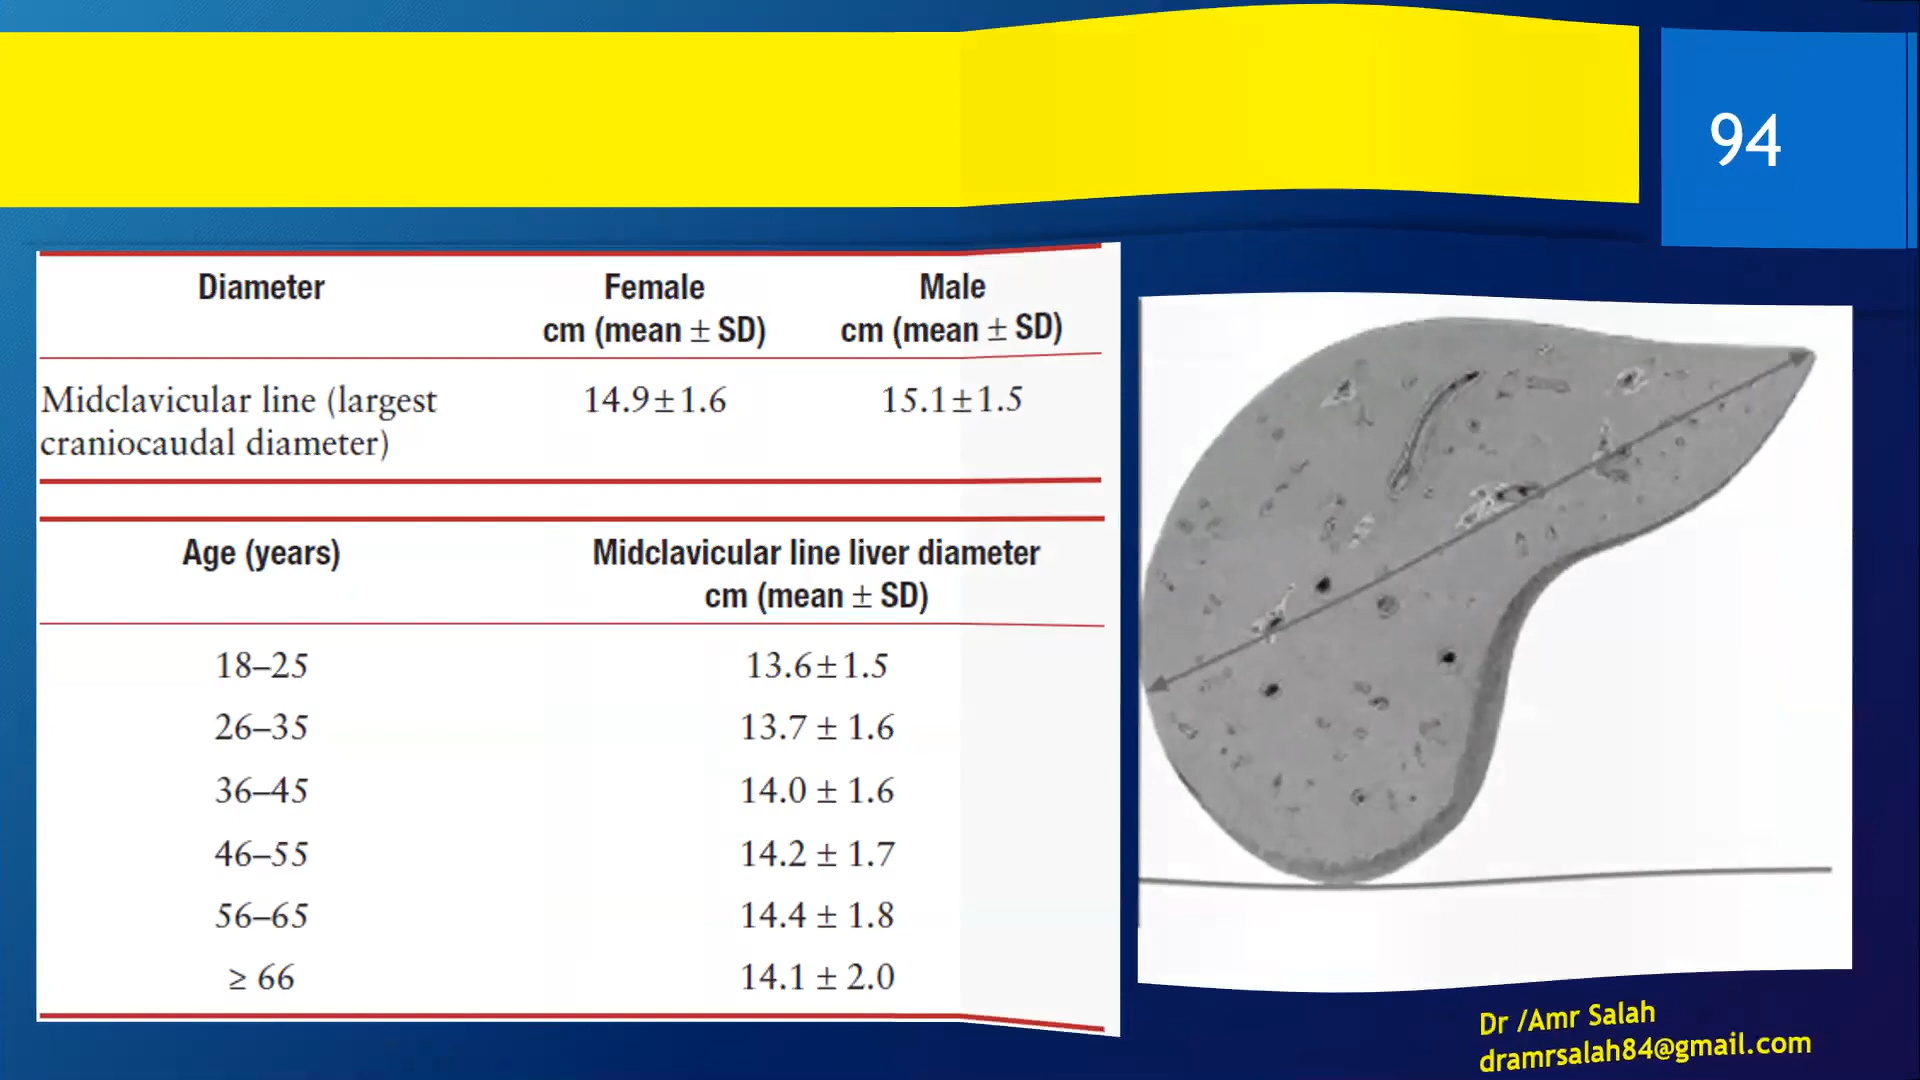 94
Diameter Female Male
cm (mean ± SD) cm (mean ± SD)
Midclavicular line (largest 14.9±1.6 15.1±1.5
craniocaudal diameter)
Age (years) Midclavicular line liver diameter
cm (mean ± SD)
18–25 13.6±1.5
26–35 13.7 ± 1.6
36–45 14.0 ± 1.6
46–55 14.2 ± 1.7
56–65 14.4 ± 1.8
≥ 66 14.1 ± 2.0
Dr /Amr Salah
dramrsalah84@gmail.com